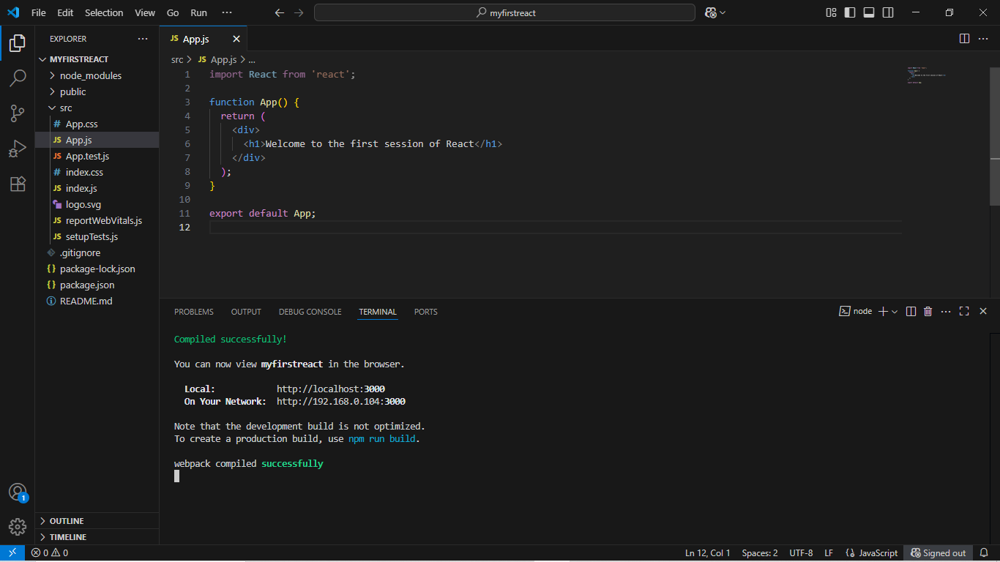 File Edit Selection View Go Run ··· myfirstreact
EXPLORER ···
MYFIRSTREACT
node_modules
public
src
# App.css
JS App.js
JS App.test.js
# index.css
JS index.js
logo.svg
JS reportWebVitals.js
JS setupTests.js
.gitignore
{} package-lock.json
{} package.json
README.md
OUTLINE
TIMELINE
JS App.js
src > JS App.js > ...
1 import React from 'react';
2
3 function App() {
4 return (
5 <div>
6 <h1>Welcome to the first session of React</h1>
7 </div>
8 );
9 }
10
11 export default App;
12
PROBLEMS OUTPUT DEBUG CONSOLE TERMINAL PORTS node
Compiled successfully!
You can now view myfirstreact in the browser.
Local: http://localhost:3000
On Your Network: http://192.168.0.104:3000
Note that the development build is not optimized.
To create a production build, use npm run build.
webpack compiled successfully
1
0 0 Ln 12, Col 1 Spaces: 2 UTF-8 LF {} JavaScript Signed out